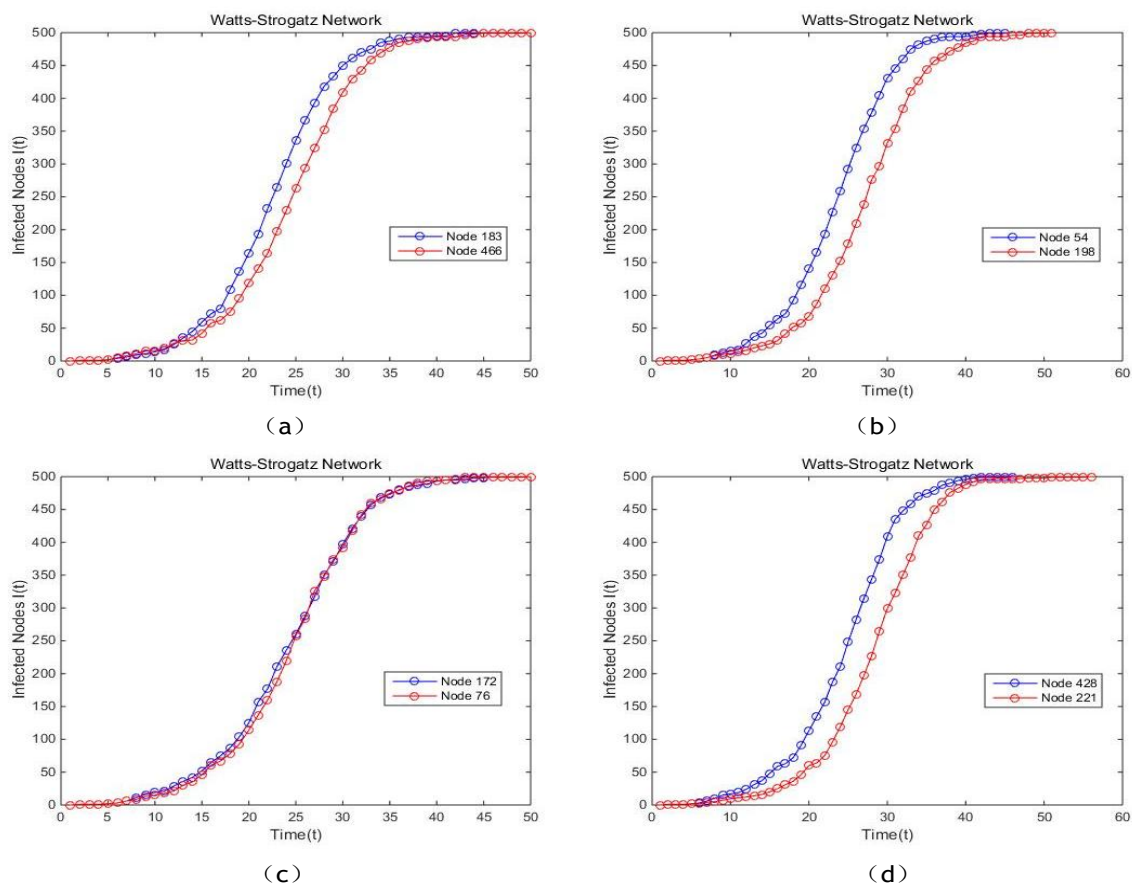 Watts-Strogatz Network
500
450
400
350
300
250
200
150
100
50
0
Infected Nodes I(t)
Node 183
Node 466
0 5 10 15 20 25 30 35 40 45 50
Time(t)
（a）
Watts-Strogatz Network
500
450
400
350
300
250
200
150
100
50
0
Infected Nodes I(t)
Node 54
Node 198
0 10 20 30 40 50 60
Time(t)
（b）
Watts-Strogatz Network
500
450
400
350
300
250
200
150
100
50
0
Infected Nodes I(t)
Node 172
Node 76
0 5 10 15 20 25 30 35 40 45 50
Time(t)
（c）
Watts-Strogatz Network
500
450
400
350
300
250
200
150
100
50
0
Infected Nodes I(t)
Node 428
Node 221
0 10 20 30 40 50 60
Time(t)
（d）